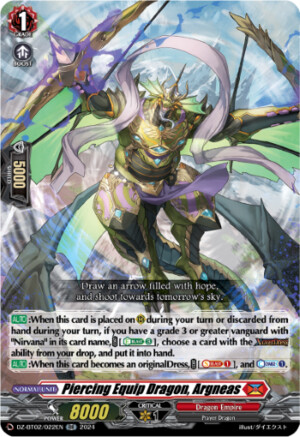 1
GRADE
BOOST
5000
SHIELD
Draw an arrow filled with hope,
and shoot towards tomorrow's sky.
AUTO:When this card is placed on during your turn or discarded from
hand during your turn, if you have a grade 3 or greater vanguard with
"Nirvana" in its card name, choose a card with the
ability from your drop, and put it into hand.
AUTO:When this card becomes an originalDress, and
NORMAL UNIT
Piercing Equip Dragon, Argneas
POWER
8000
CRITICAL
1
Dragon Empire
Flame Dragon
DZ-BT02/022EN
2024
Illust/ダイエクスト